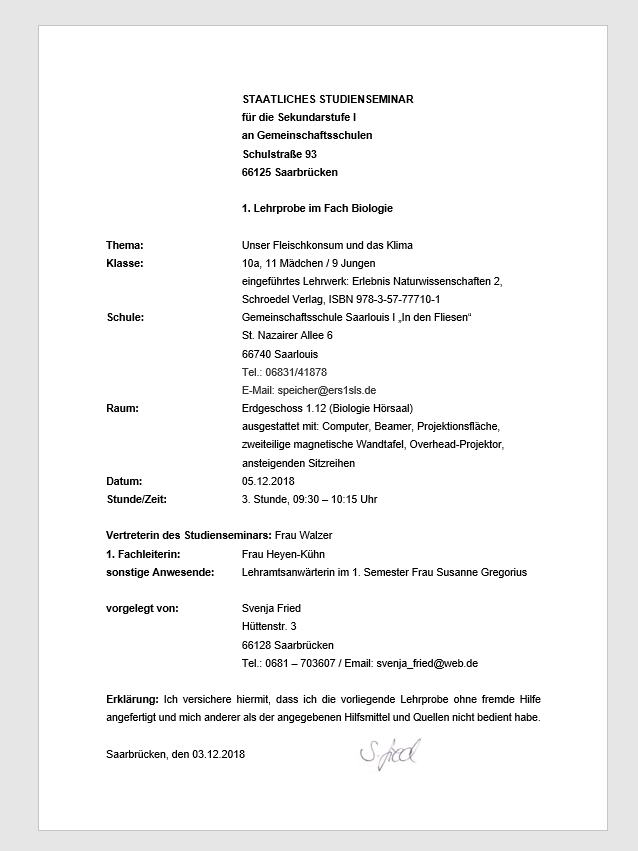 STAATLICHES STUDIENSEMINAR
für die Sekundarstufe I
an Gemeinschaftsschulen
Schulstraße 93
66125 Saarbrücken
1. Lehrprobe im Fach Biologie
Thema: Unser Fleischkonsum und das Klima
Klasse: 10a, 11 Mädchen / 9 Jungen
eingeführtes Lehrwerk: Erlebnis Naturwissenschaften 2,
Schroedel Verlag, ISBN 978-3-57-77710-1
Schule: Gemeinschaftsschule Saarlouis I „In den Fliesen“
St. Nazairer Allee 6
66740 Saarlouis
Tel.: 06831/41878
E-Mail: speicher@ers1sls.de
Raum: Erdgeschoss 1.12 (Biologie Hörsaal)
ausgestattet mit: Computer, Beamer, Projektionsfläche,
zweiteilige magnetische Wandtafel, Overhead-Projektor,
ansteigenden Sitzreihen
Datum: 05.12.2018
Stunde/Zeit: 3. Stunde, 09:30 – 10:15 Uhr
Vertreterin des Studienseminars: Frau Walzer
1. Fachleiterin: Frau Heyen-Kühn
sonstige Anwesende: Lehramtsanwärterin im 1. Semester Frau Susanne Gregorius
vorgelegt von: Svenja Fried
Hüttenstr. 3
66128 Saarbrücken
Tel.: 0681 – 703607 / Email: svenja_fried@web.de
Erklärung: Ich versichere hiermit, dass ich die vorliegende Lehrprobe ohne fremde Hilfe
angefertigt und mich anderer als der angegebenen Hilfsmittel und Quellen nicht bedient habe.
Saarbrücken, den 03.12.2018 S. Fried